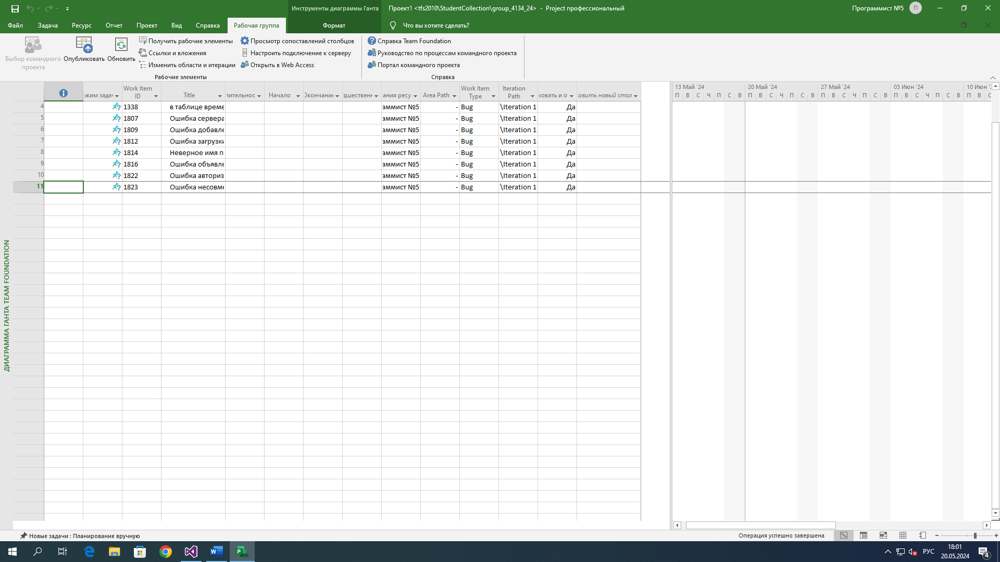 Инструменты диаграммы Ганта
Проект1 <tfs2010\StudentCollection\group_4134_24> - Project профессиональный
Программист №5
П
Файл Задача Ресурс Отчет Проект Вид Справка Рабочая группа Формат Что вы хотите сделать?
Выбор командного проекта
Опубликовать
Обновить
Получить рабочие элементы
Ссылки и вложения
Изменить области и итерации
Просмотр сопоставлений столбцов
Настроить подключение к серверу
Открыть в Web Access
Рабочие элементы
Справка Team Foundation
Руководство по процессам командного проекта
Портал командного проекта
Справка
жим задач Work Item ID Title лительнос Начало Окончание дшественн ания ресу Area Path Work Item Type Iteration Path ковать и о авить новый стол
13 Май '24 20 Май '24 27 Май '24 03 Июн '24 10 Июн '2
П В С Ч П С В П В С Ч П С В П В С Ч П С В П В С Ч П С В П В С
4 1338 в таблице време аммист №5 - Bug \Iteration 1 Да
5 1807 Ошибка сервера аммист №5 - Bug \Iteration 1 Да
6 1809 Ошибка добавле аммист №5 - Bug \Iteration 1 Да
7 1812 Ошибка загрузки аммист №5 - Bug \Iteration 1 Да
8 1814 Неверное имя п аммист №5 - Bug \Iteration 1 Да
9 1816 Ошибка объявле аммист №5 - Bug \Iteration 1 Да
10 1822 Ошибка авториз аммист №5 - Bug \Iteration 1 Да
11 1823 Ошибка несовме аммист №5 - Bug \Iteration 1 Да
ДИАГРАММА ГАНТА TEAM FOUNDATION
Новые задачи : Планирование вручную
Операция успешно завершена
РУС
18:01
20.05.2024
4